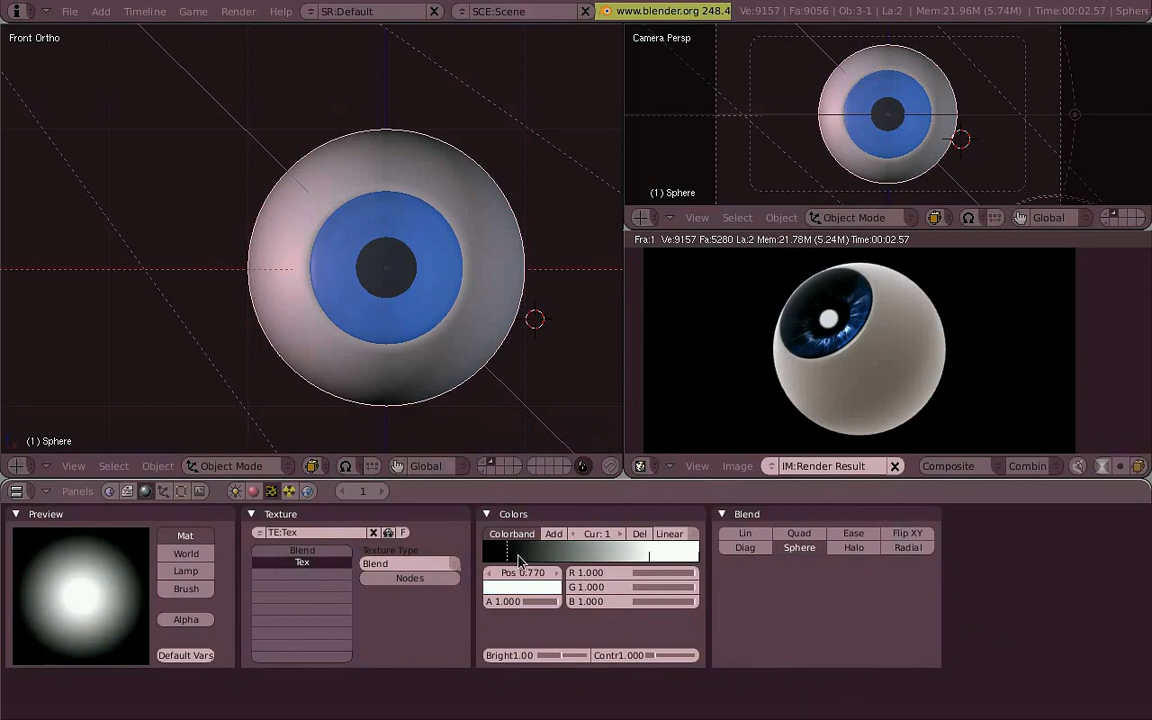 File Add Timeline Game Render Help SR:Default SCE:Scene www.blender.org 248.4 Ve:9157 | Fa:9056 | Ob:3-1 | La:2 | Mem:21.96M (5.74M) | Time:00:02.57 | Sphere
Front Ortho
Camera Persp
(1) Sphere
View Select Object Object Mode Global
Fra:1 Ve:9157 Fa:5280 La:2 Mem:21.78M (5.24M) Time:00:02.57
(1) Sphere
View Select Object Object Mode Global
View Image IM:Render Result Composite Combin
Panels 1
Preview
Mat
World
Lamp
Brush
Alpha
Default Vars
Texture
TE:Tex F
Blend
Tex
Texture Type
Blend
Nodes
Colors
Colorband Add Cur: 1 Del Linear
Pos 0.770 R 1.000
G 1.000
A 1.000 B 1.000
Bright1.00 Contr1.000
Blend
Lin Quad Ease Flip XY
Diag Sphere Halo Radial